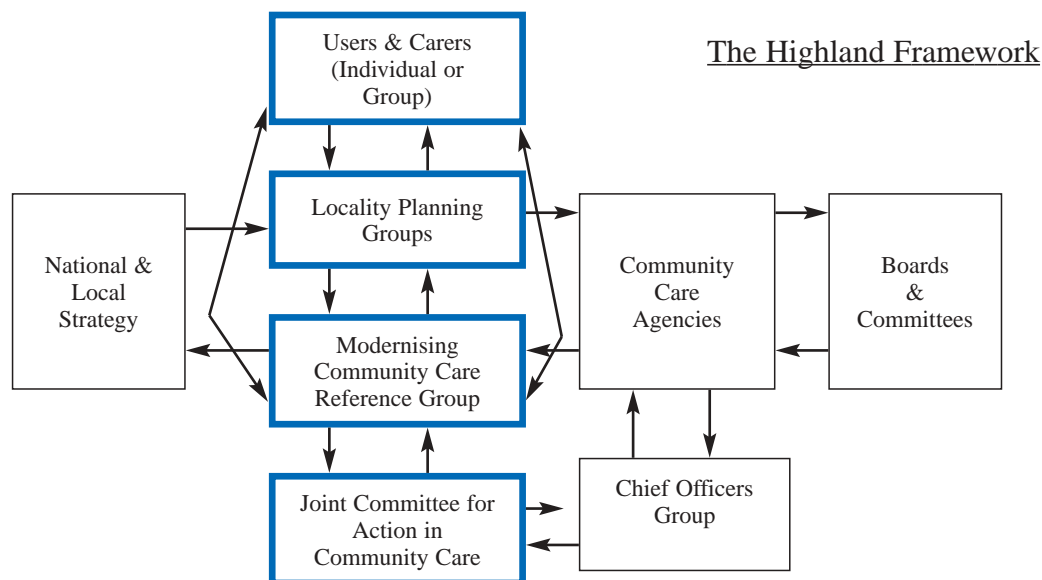 The Highland Framework
Users & Carers
(Individual or
Group)
Locality Planning
Groups
National &
Local
Strategy
Community
Care
Agencies
Boards
&
Committees
Modernising
Community Care
Reference Group
Joint Committee for
Action in
Community Care
Chief Officers
Group